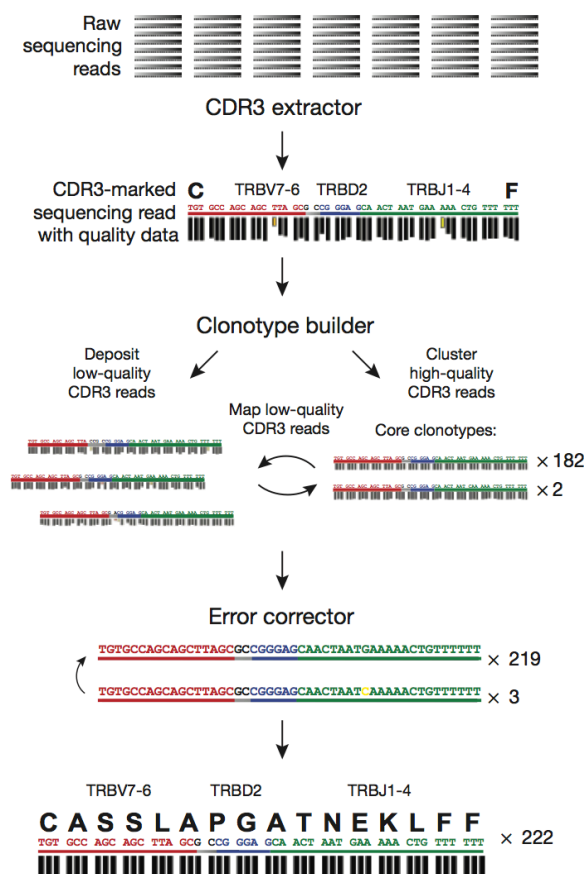 Raw
sequencing
reads
CDR3 extractor
CDR3-marked
sequencing read
with quality data
C TRBV7-6 TRBD2 TRBJ1-4 F
TGT GCC AGC AGC TTA GCG CCG GGA GCA ACT AAT GAA AAA CTG TTT TTT
Clonotype builder
Deposit
low-quality
CDR3 reads
Cluster
high-quality
CDR3 reads
Map low-quality
CDR3 reads
Core clonotypes:
× 182
× 2
Error corrector
TGTGCCAGCAGCTTAGCGCCGGGAGCAACTAATGAAAAACTGTTTTTT × 219
TGTGCCAGCAGCTTAGCGCCGGGAGCAACTAATCAAAAACTGTTTTTT × 3
TRBV7-6 TRBD2 TRBJ1-4
C A S S L A P G A T N E K L F F
TGT GCC AGC AGC TTA GCG CCG GGA GCA ACT AAT GAA AAA CTG TTT TTT × 222